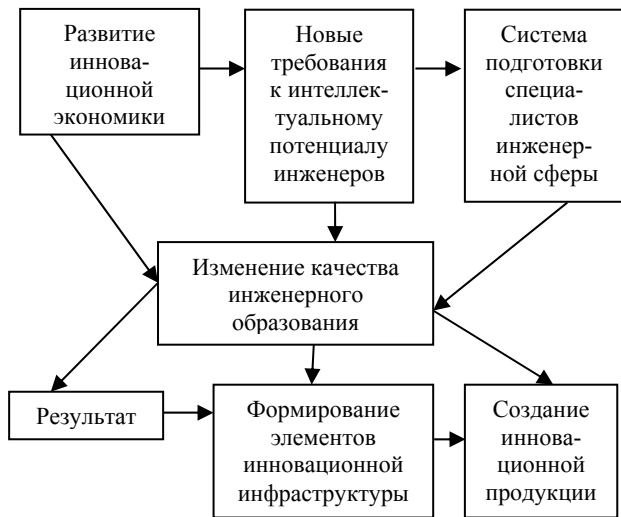 Развитие
иннова-
ционной
экономики
Новые
требования
к интеллек-
туальному
потенциалу
инженеров
Система
подготовки
специа-
листов
инженер-
ной сферы
Изменение качества
инженерного
образования
Результат
Формирование
элементов
инновационной
инфраструктуры
Создание
иннова-
ционной
продукции